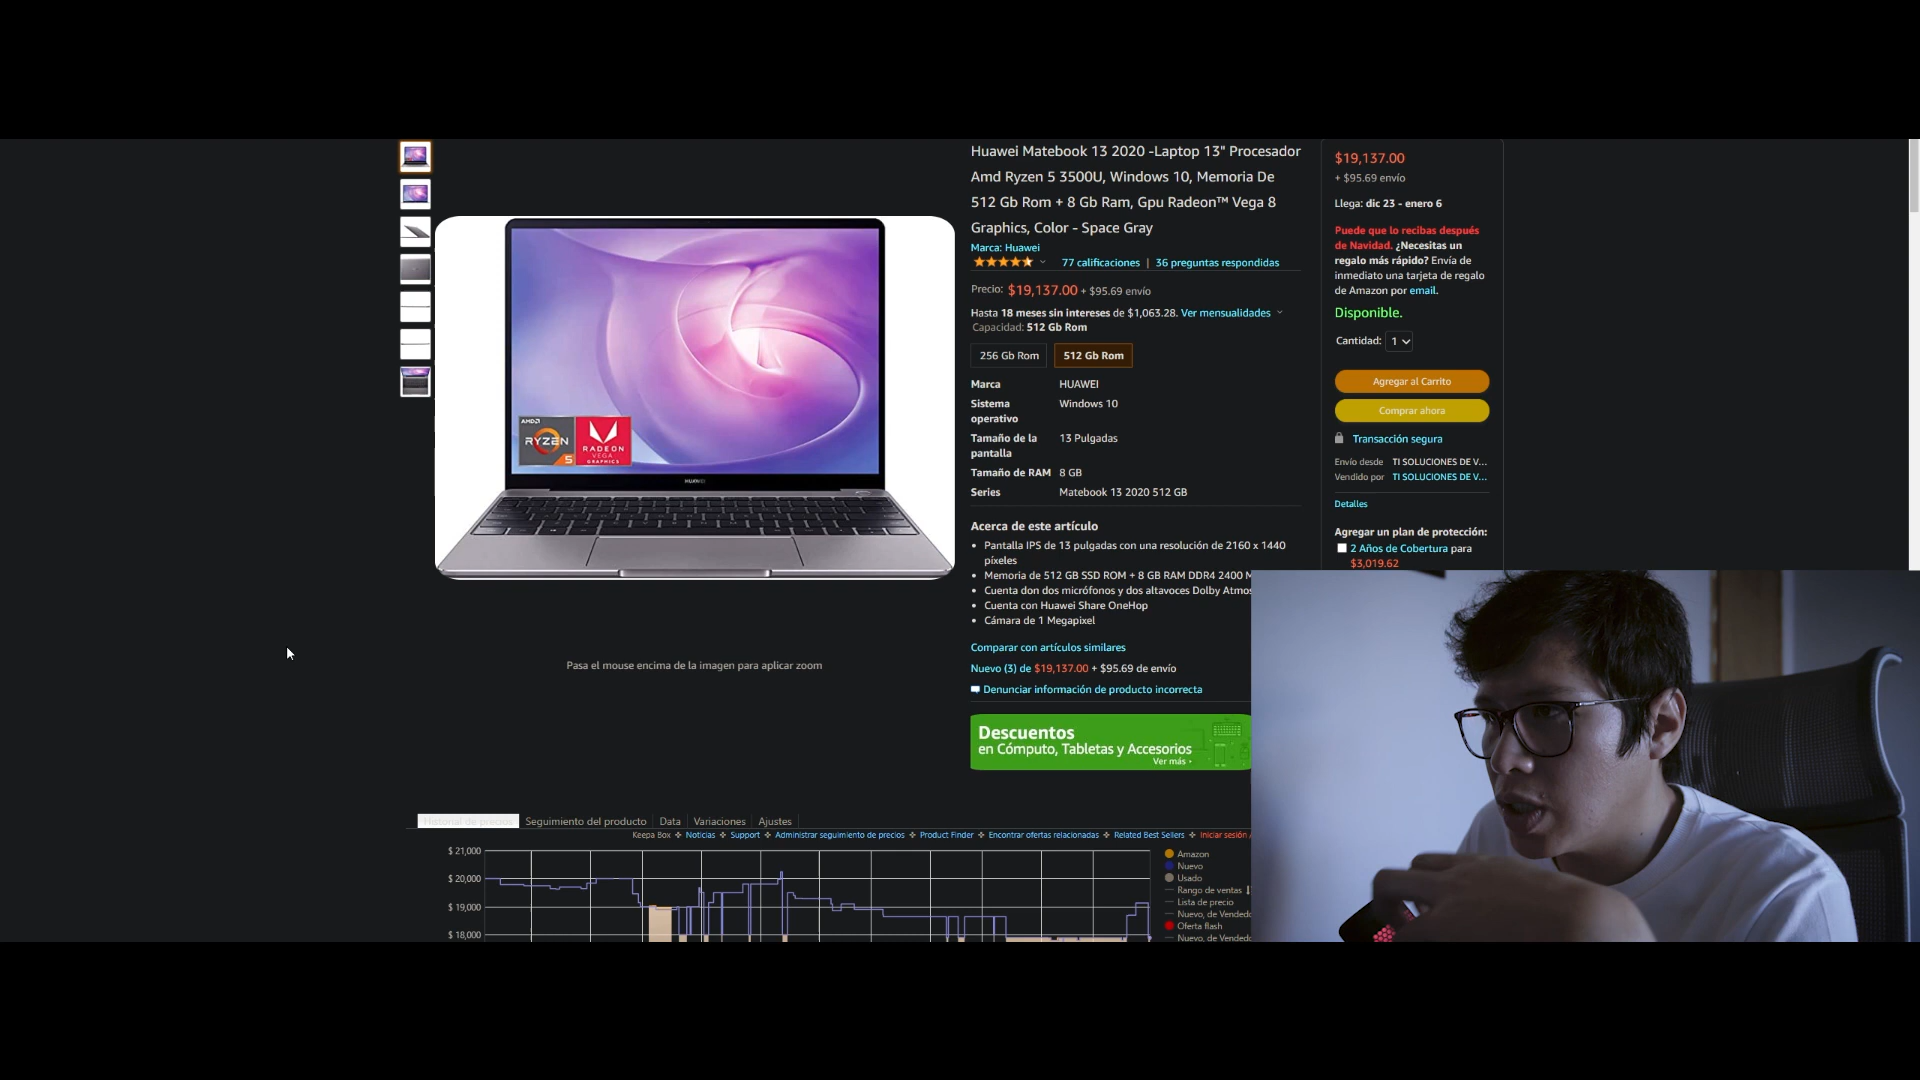 Huawei Matebook 13 2020 -Laptop 13" Procesador
Amd Ryzen 5 3500U, Windows 10, Memoria De
512 Gb Rom + 8 Gb Ram, Gpu Radeon™ Vega 8
Graphics, Color - Space Gray
Marca: Huawei
77 calificaciones | 36 preguntas respondidas
Precio: $19,137.00 + $95.69 envío
Hasta 18 meses sin intereses de $1,063.28. Ver mensualidades
Capacidad: 512 Gb Rom
256 Gb Rom
512 Gb Rom
Marca HUAWEI
Sistema operativo Windows 10
Tamaño de la pantalla 13 Pulgadas
Tamaño de RAM 8 GB
Series Matebook 13 2020 512 GB
Acerca de este artículo
• Pantalla IPS de 13 pulgadas con una resolución de 2160 x 1440
píxeles
• Memoria de 512 GB SSD ROM + 8 GB RAM DDR4 2400 M
• Cuenta don dos micrófonos y dos altavoces Dolby Atmos
• Cuenta con Huawei Share OneHop
• Cámara de 1 Megapixel
Comparar con artículos similares
Nuevo (3) de $19,137.00 + $95.69 de envío
Denunciar información de producto incorrecta
Descuentos
en Cómputo, Tabletas y Accesorios
Ver más
$19,137.00
+ $95.69 envío
Llega: dic 23 - enero 6
Puede que lo recibas después
de Navidad. ¿Necesitas un
regalo más rápido? Envía de
inmediato una tarjeta de regalo
de Amazon por email.
Disponible.
Cantidad: 1
Agregar al Carrito
Comprar ahora
Transacción segura
Envío desde TI SOLUCIONES DE V...
Vendido por TI SOLUCIONES DE V...
Detalles
Agregar un plan de protección:
2 Años de Cobertura para
$3,019.62
AMD
RYZEN
5
RADEON
VEGA
GRAPHICS
HUAWEI
Pasa el mouse encima de la imagen para aplicar zoom
Historial de precios Seguimiento del producto Data Variaciones Ajustes
Keepa Box Noticias Support Administrar seguimiento de precios Product Finder Encontrar ofertas relacionadas Related Best Sellers Iniciar sesión
$ 21,000
$ 20,000
$ 19,000
$ 18,000
Amazon
Nuevo
Usado
Rango de ventas
Lista de precio
Nuevo, de Vendedo
Oferta flash
Nuevo, de Vendedo